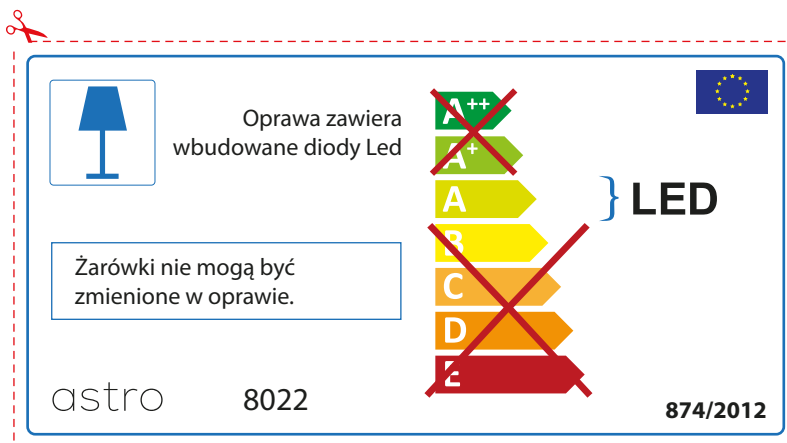 Oprawa zawiera
wbudowane diody Led
A++
A+
A
B
C
D
E
LED
Żarówki nie mogą być
zmienione w oprawie.
astro
8022
874/2012